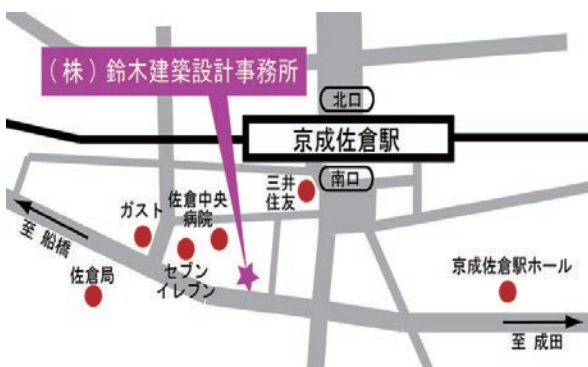 (株)鈴木建築設計事務所
北口
京成佐倉駅
南口
三井
住友
佐倉中央
病院
ガスト
至 船橋
佐倉局
セブン
イレブン
京成佐倉駅ホール
至 成田